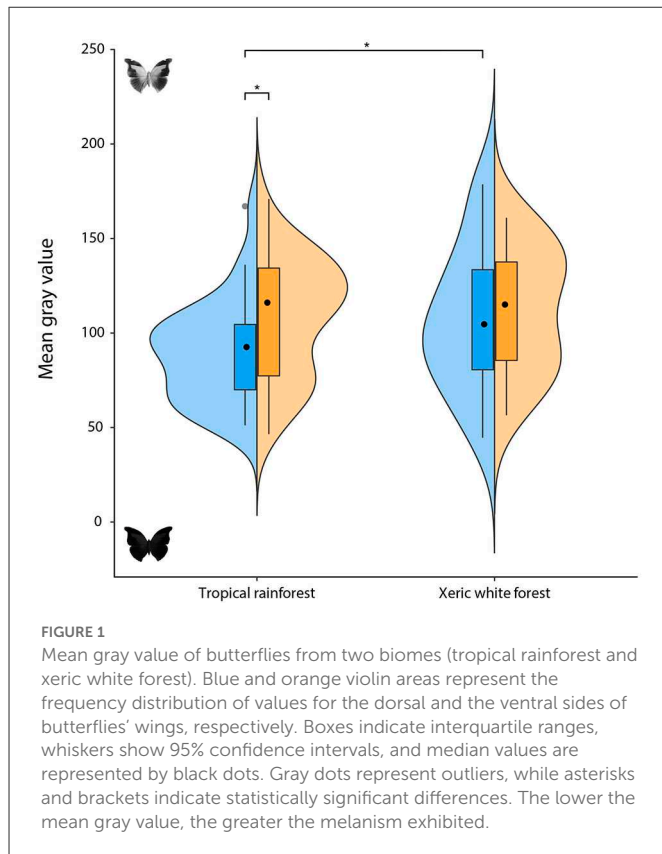 250
*
*
200
150
100
50
0
Mean gray value
Tropical rainforest Xeric white forest
FIGURE 1
Mean gray value of butterflies from two biomes (tropical rainforest and
xeric white forest). Blue and orange violin areas represent the
frequency distribution of values for the dorsal and the ventral sides of
butterflies’ wings, respectively. Boxes indicate interquartile ranges,
whiskers show 95% confidence intervals, and median values are
represented by black dots. Gray dots represent outliers, while asterisks
and brackets indicate statistically significant differences. The lower the
mean gray value, the greater the melanism exhibited.